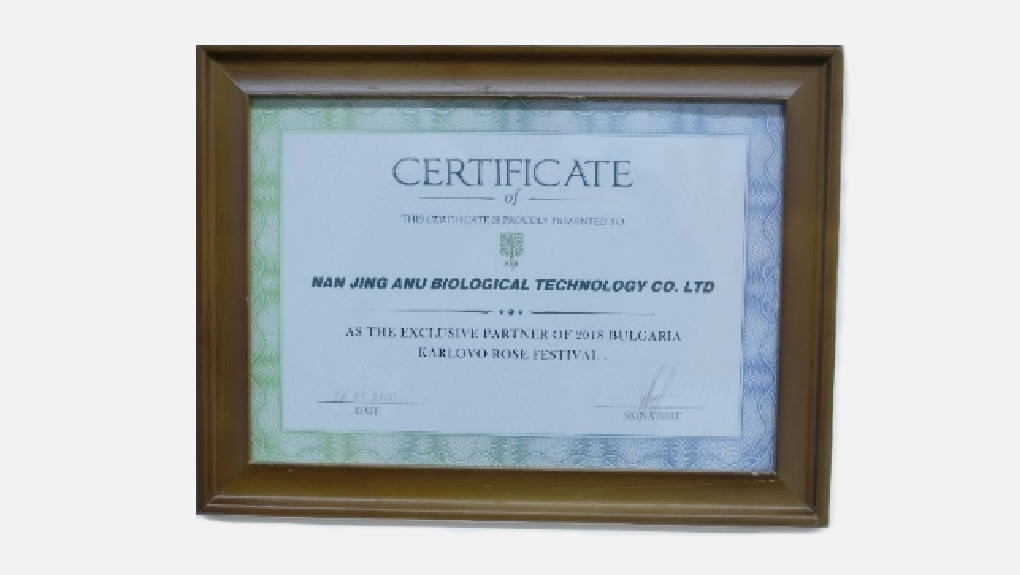 CERTIFICATE
of
THIS CERTIFICATE IS PROUDLY PRESENTED TO
NAN JING ANU BIOLOGICAL TECHNOLOGY CO. LTD
AS THE EXCLUSIVE PARTNER OF 2018 BULGARIA
KARLOVO ROSE FESTIVAL .
DATE
SIGNATURE